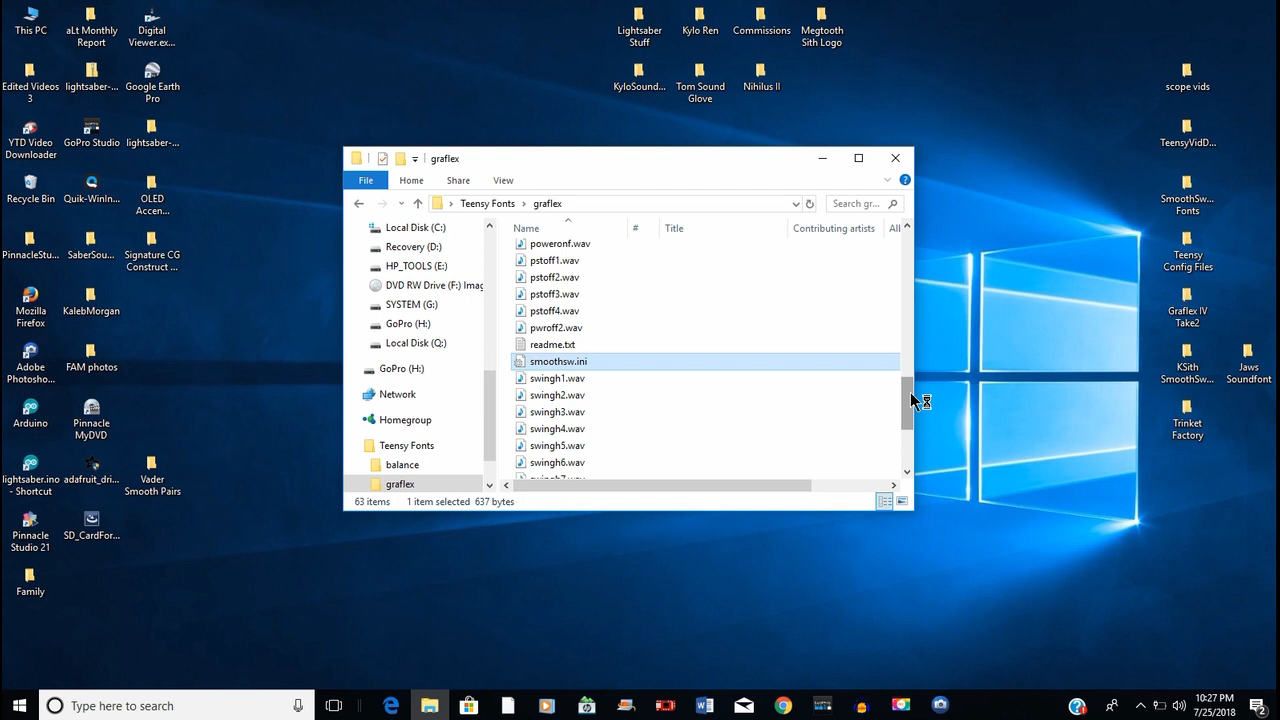 This PC
aLt Monthly
Report
Digital
Viewer.ex...
Lightsaber
Stuff
Kylo Ren
Commissions
Megtooth
Sith Logo
Edited Videos
3
lightsaber-...
Google Earth
Pro
KyloSound...
Tom Sound
Glove
Nihilus II
scope vids
YTD Video
Downloader
GoPro Studio
lightsaber-...
TeensyVidD...
Recycle Bin
Quik-WinIn...
OLED
Accen...
SmoothSw...
Fonts
PinnacleStu...
SaberSou...
Signature CG
Construct ...
Teensy
Config Files
Mozilla
Firefox
KalebMorgan
Graflex IV
Take2
Adobe
Photosho...
FAM photos
KSith
SmoothSw...
Jaws
Soundfont
Arduino
Pinnacle
MyDVD
Trinket
Factory
lightsaber.ino
- Shortcut
adafruit_dri...
Vader
Smooth Pairs
Pinnacle
Studio 21
SD_CardFor...
Family
graflex
File
Home
Share
View
Teensy Fonts > graflex
Search gr...
Local Disk (C:)
Recovery (D:)
HP_TOOLS (E:)
DVD RW Drive (F:) Imag
SYSTEM (G:)
GoPro (H:)
Local Disk (Q:)
GoPro (H:)
Network
Homegroup
Teensy Fonts
balance
graflex
Name
#
Title
Contributing artists
Al
poweronf.wav
pstoff1.wav
pstoff2.wav
pstoff3.wav
pstoff4.wav
pwroff2.wav
readme.txt
smoothsw.ini
swingh1.wav
swingh2.wav
swingh3.wav
swingh4.wav
swingh5.wav
swingh6.wav
63 items 1 item selected 637 bytes
Type here to search
10:27 PM
7/25/2018
2